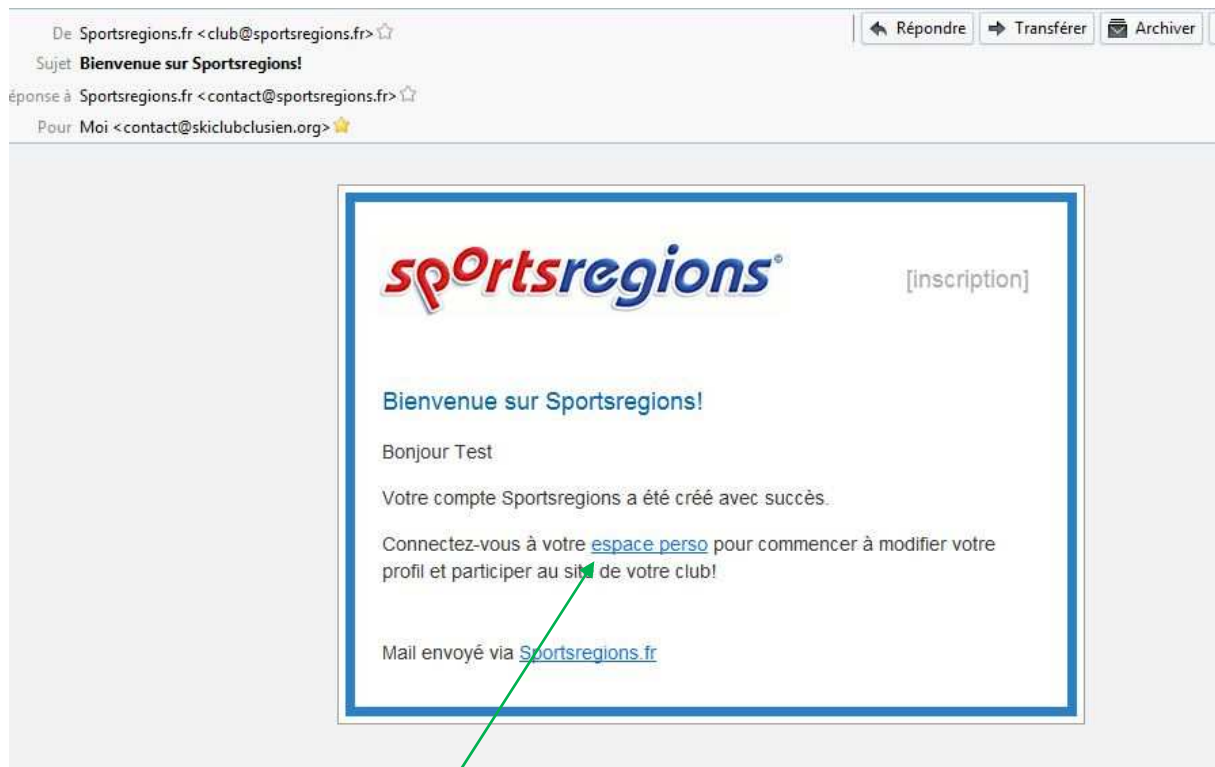 De Sportsregions.fr <club@sportsregions.fr>
Répondre Transférer Archiver
Sujet Bienvenue sur Sportsregions!
éponse à Sportsregions.fr <contact@sportsregions.fr>
Pour Moi <contact@skiclubclusien.org>
sportsregions
[inscription]
Bienvenue sur Sportsregions!
Bonjour Test
Votre compte Sportsregions a été créé avec succès.
Connectez-vous à votre espace perso pour commencer à modifier votre
profil et participer au site de votre club!
Mail envoyé via Sportsregions.fr